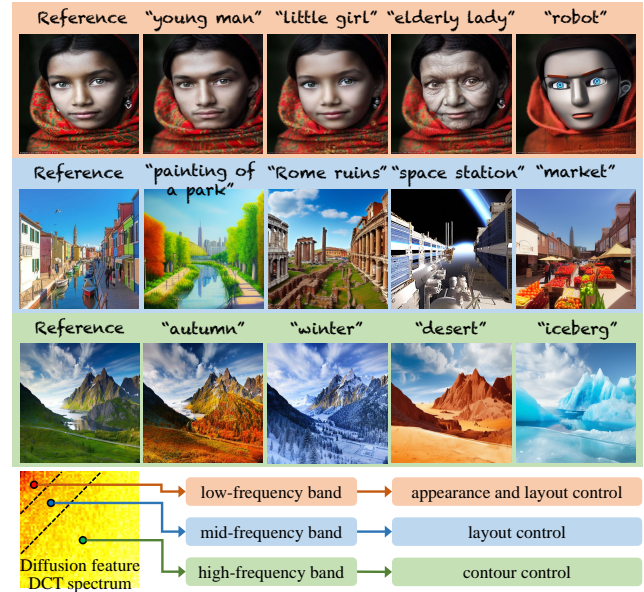 Reference "young man" "little girl" "elderly lady" "robot"
Reference "painting of a park" "Rome ruins" "space station" "market"
Reference "autumn" "winter" "desert" "iceberg"
low-frequency band appearance and layout control
mid-frequency band layout control
high-frequency band contour control
Diffusion feature
DCT spectrum